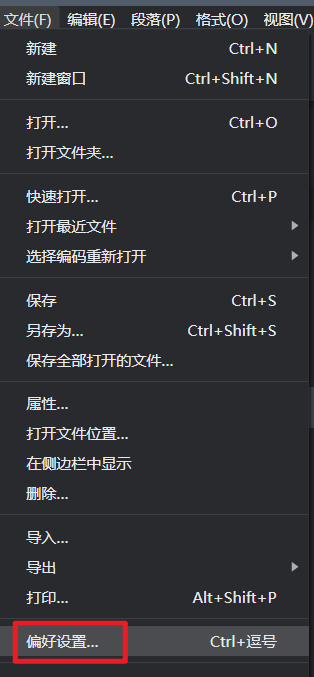 文件(F) 编辑(E) 段落(P) 格式(O) 视图(V)
新建 Ctrl+N
新建窗口 Ctrl+Shift+N
打开... Ctrl+O
打开文件夹...
快速打开... Ctrl+P
打开最近文件
选择编码重新打开
保存 Ctrl+S
另存为... Ctrl+Shift+S
保存全部打开的文件...
属性...
打开文件位置...
在侧边栏中显示
删除...
导入...
导出
打印... Alt+Shift+P
偏好设置... Ctrl+逗号